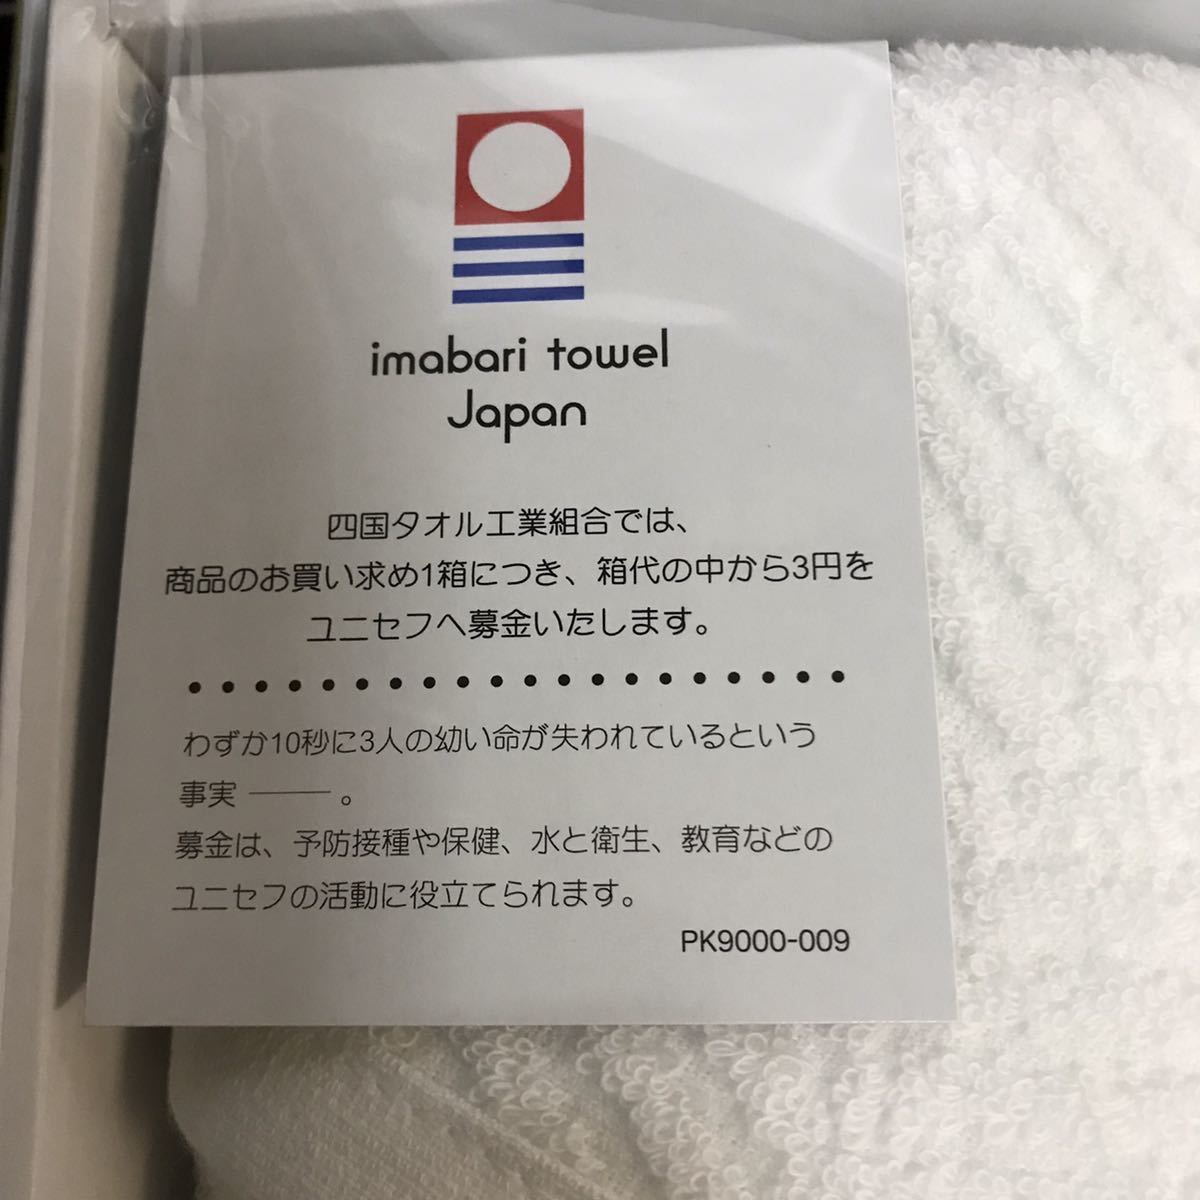 imabari towel
Japan
四国タオル工業組合では、
商品のお買い求め1箱につき、箱代の中から3円を
ユニセフへ募金いたします。
わずか10秒に3人の幼い命が失われているという
事実 ――― 。
募金は、予防接種や保健、水と衛生、教育などの
ユニセフの活動に役立てられます。
PK9000-009